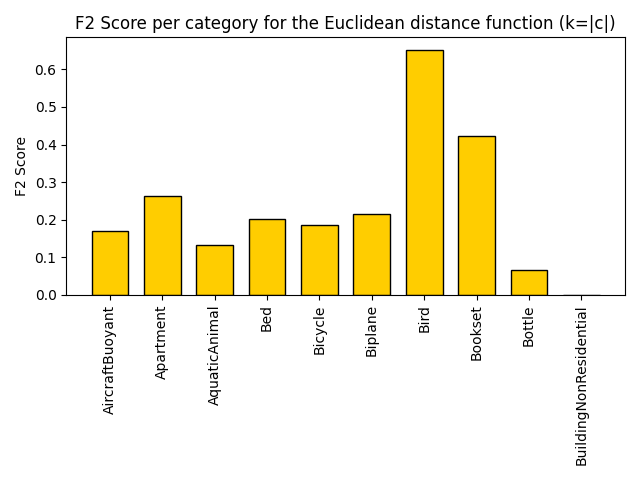 F2 Score per category for the Euclidean distance function (k=|c|)
F2 Score
0.6
0.5
0.4
0.3
0.2
0.1
0.0
AircraftBuoyant
Apartment
AquaticAnimal
Bed
Bicycle
Biplane
Bird
Bookset
Bottle
BuildingNonResidential